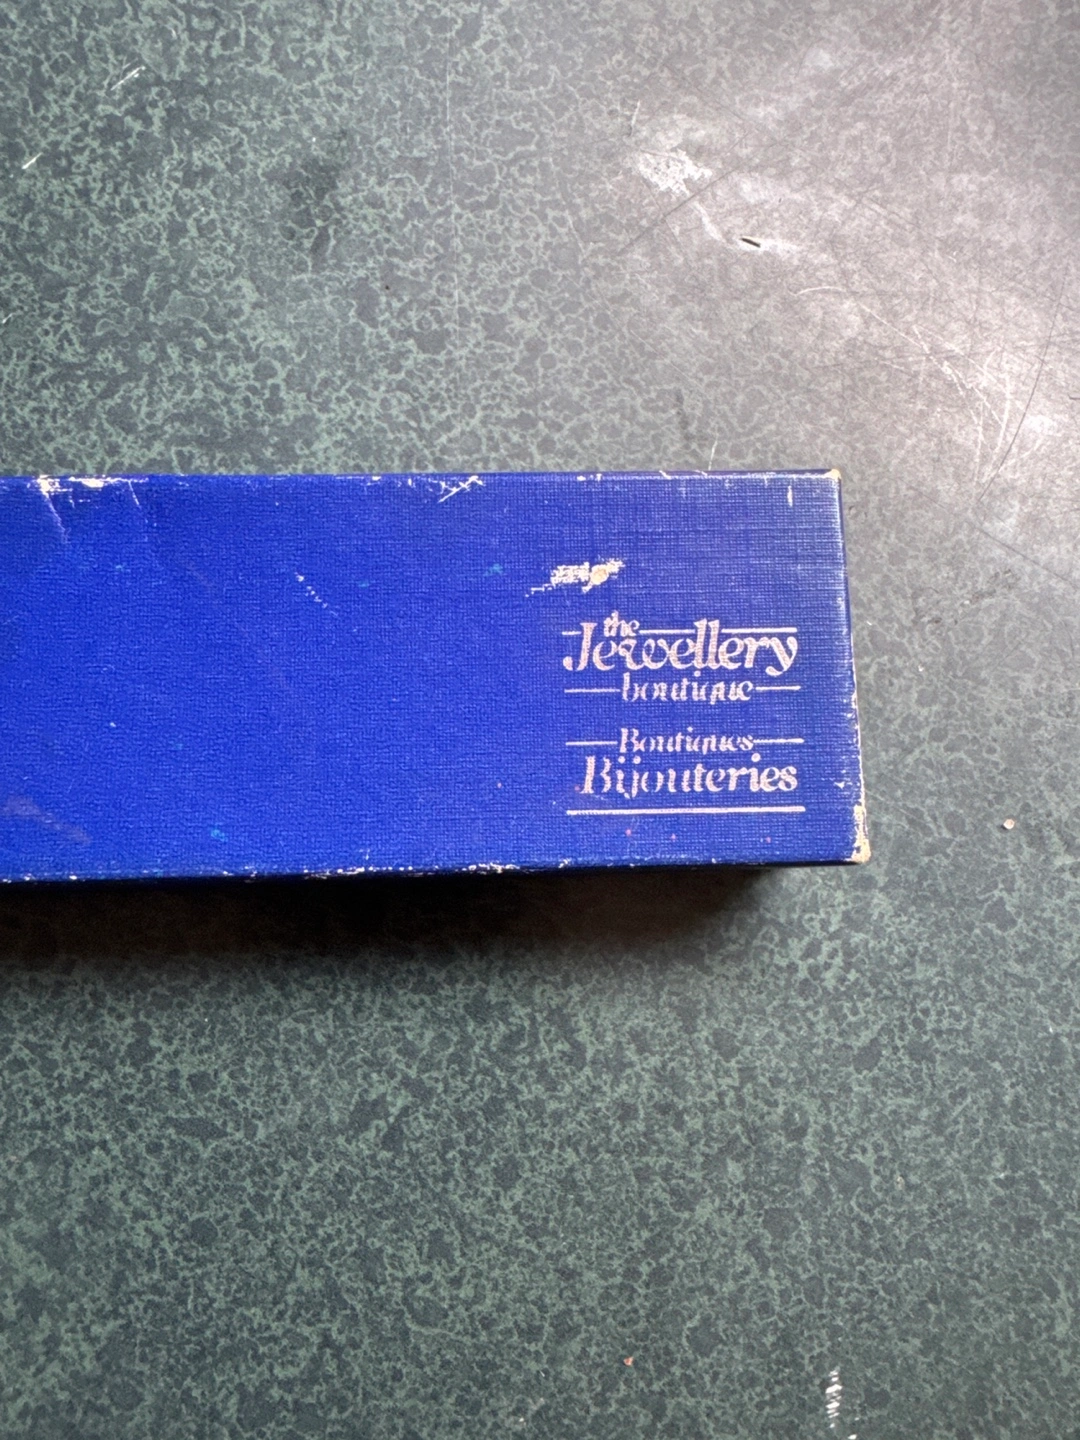 the
Jewellery
boutique
Boutiques
Bijouteries